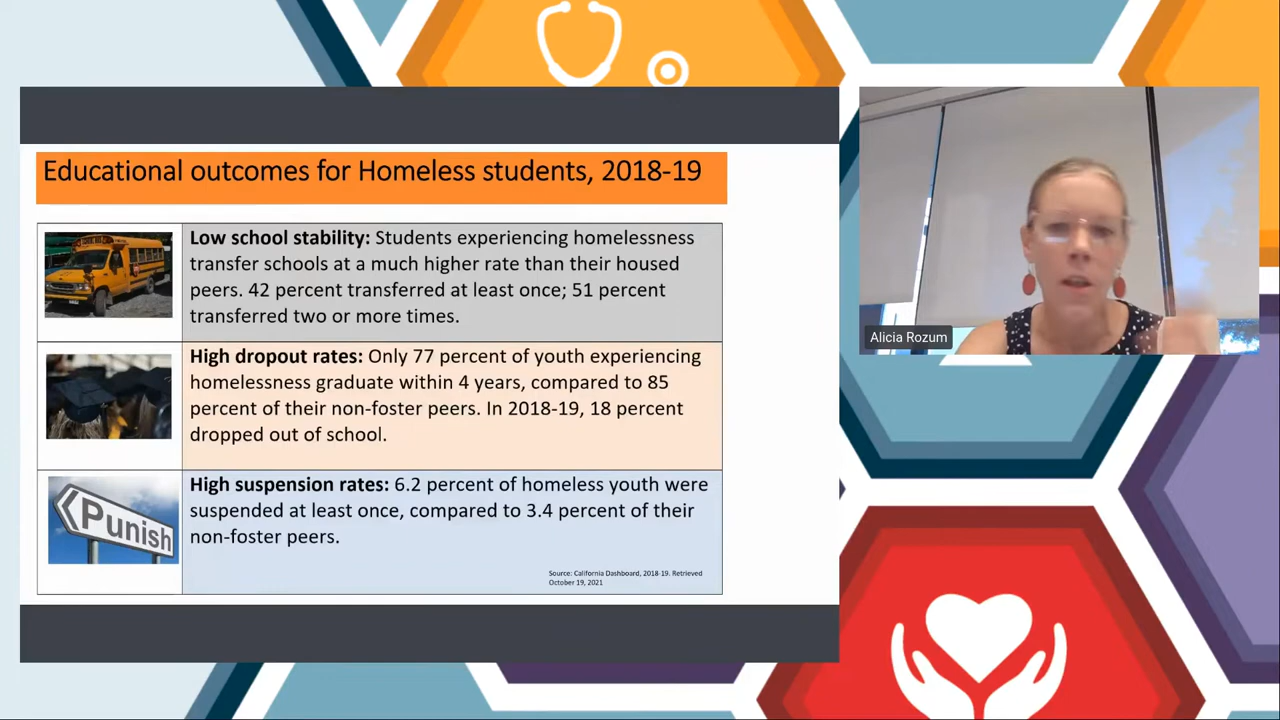 Educational outcomes for Homeless students, 2018-19
Low school stability: Students experiencing homelessness
transfer schools at a much higher rate than their housed
peers. 42 percent transferred at least once; 51 percent
transferred two or more times.
High dropout rates: Only 77 percent of youth experiencing
homelessness graduate within 4 years, compared to 85
percent of their non-foster peers. In 2018-19, 18 percent
dropped out of school.
Punish
High suspension rates: 6.2 percent of homeless youth were
suspended at least once, compared to 3.4 percent of their
non-foster peers.
Source: California Dashboard, 2018-19. Retrieved
October 19, 2021
Alicia Rozum